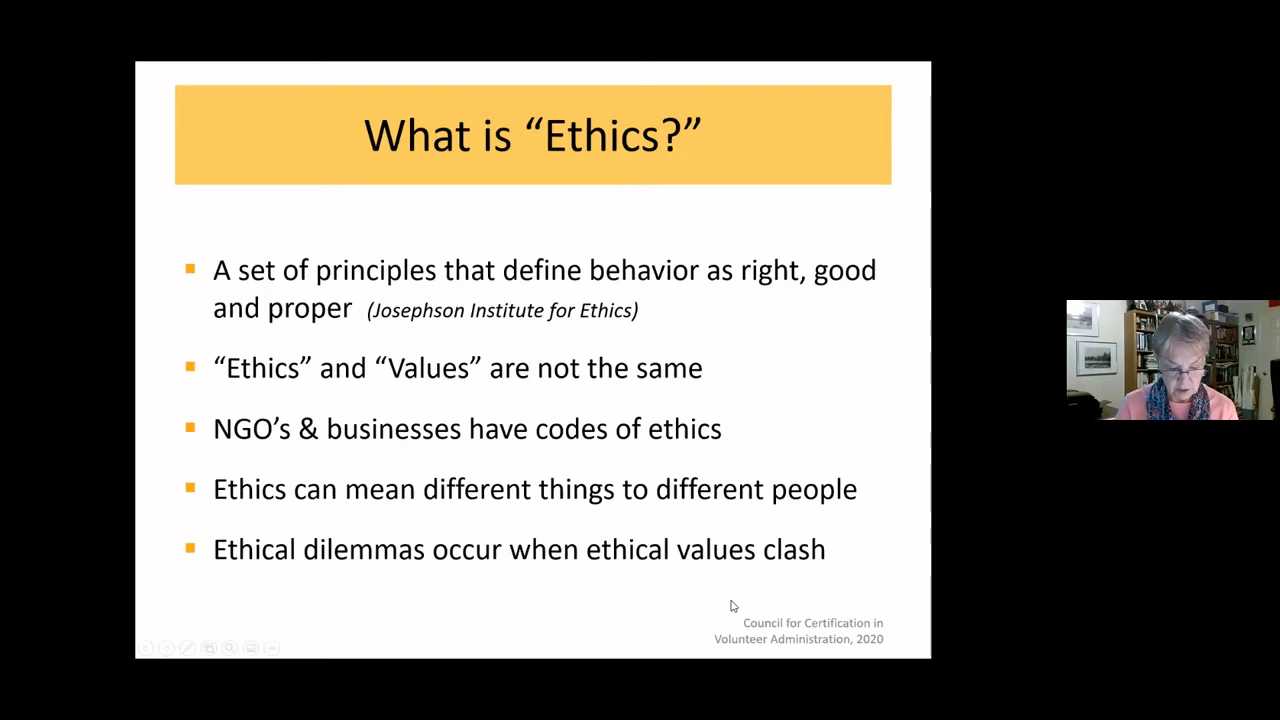 What is “Ethics?”
A set of principles that define behavior as right, good
and proper (Josephson Institute for Ethics)
“Ethics” and “Values” are not the same
NGO’s & businesses have codes of ethics
Ethics can mean different things to different people
Ethical dilemmas occur when ethical values clash
Council for Certification in
Volunteer Administration, 2020